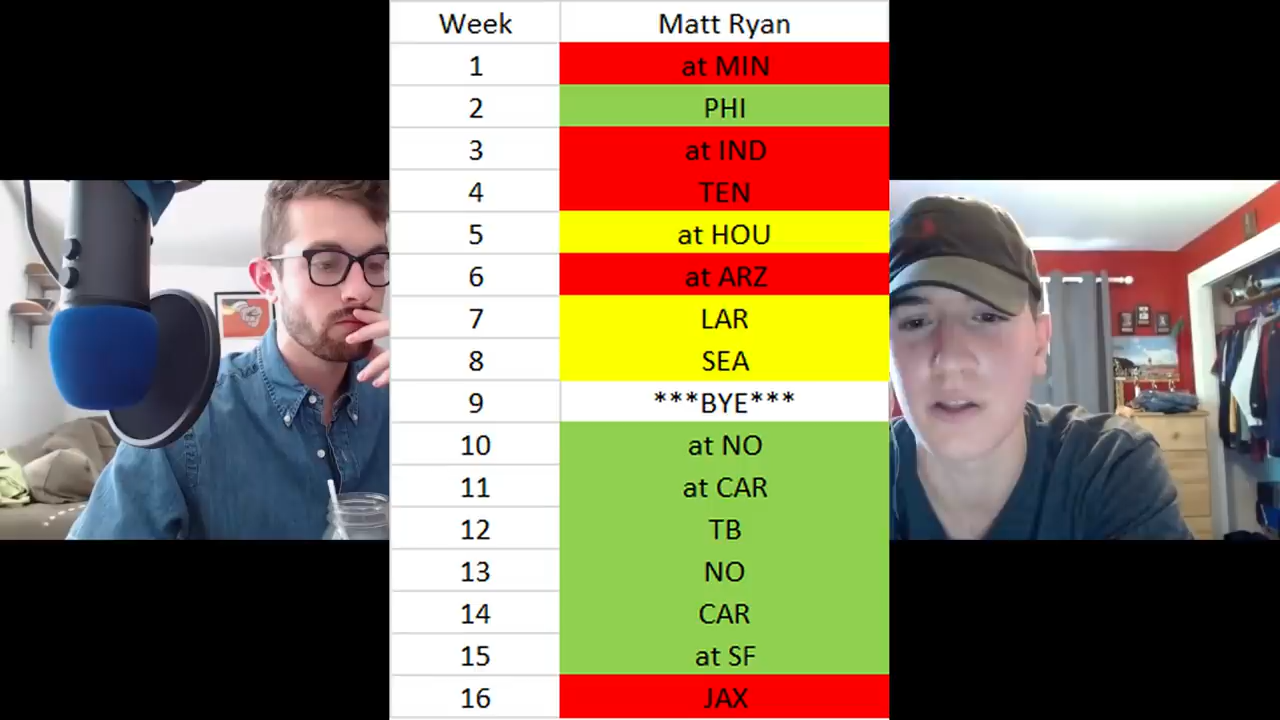 Week Matt Ryan
1 at MIN
2 PHI
3 at IND
4 TEN
5 at HOU
6 at ARZ
7 LAR
8 SEA
9 ***BYE***
10 at NO
11 at CAR
12 TB
13 NO
14 CAR
15 at SF
16 JAX